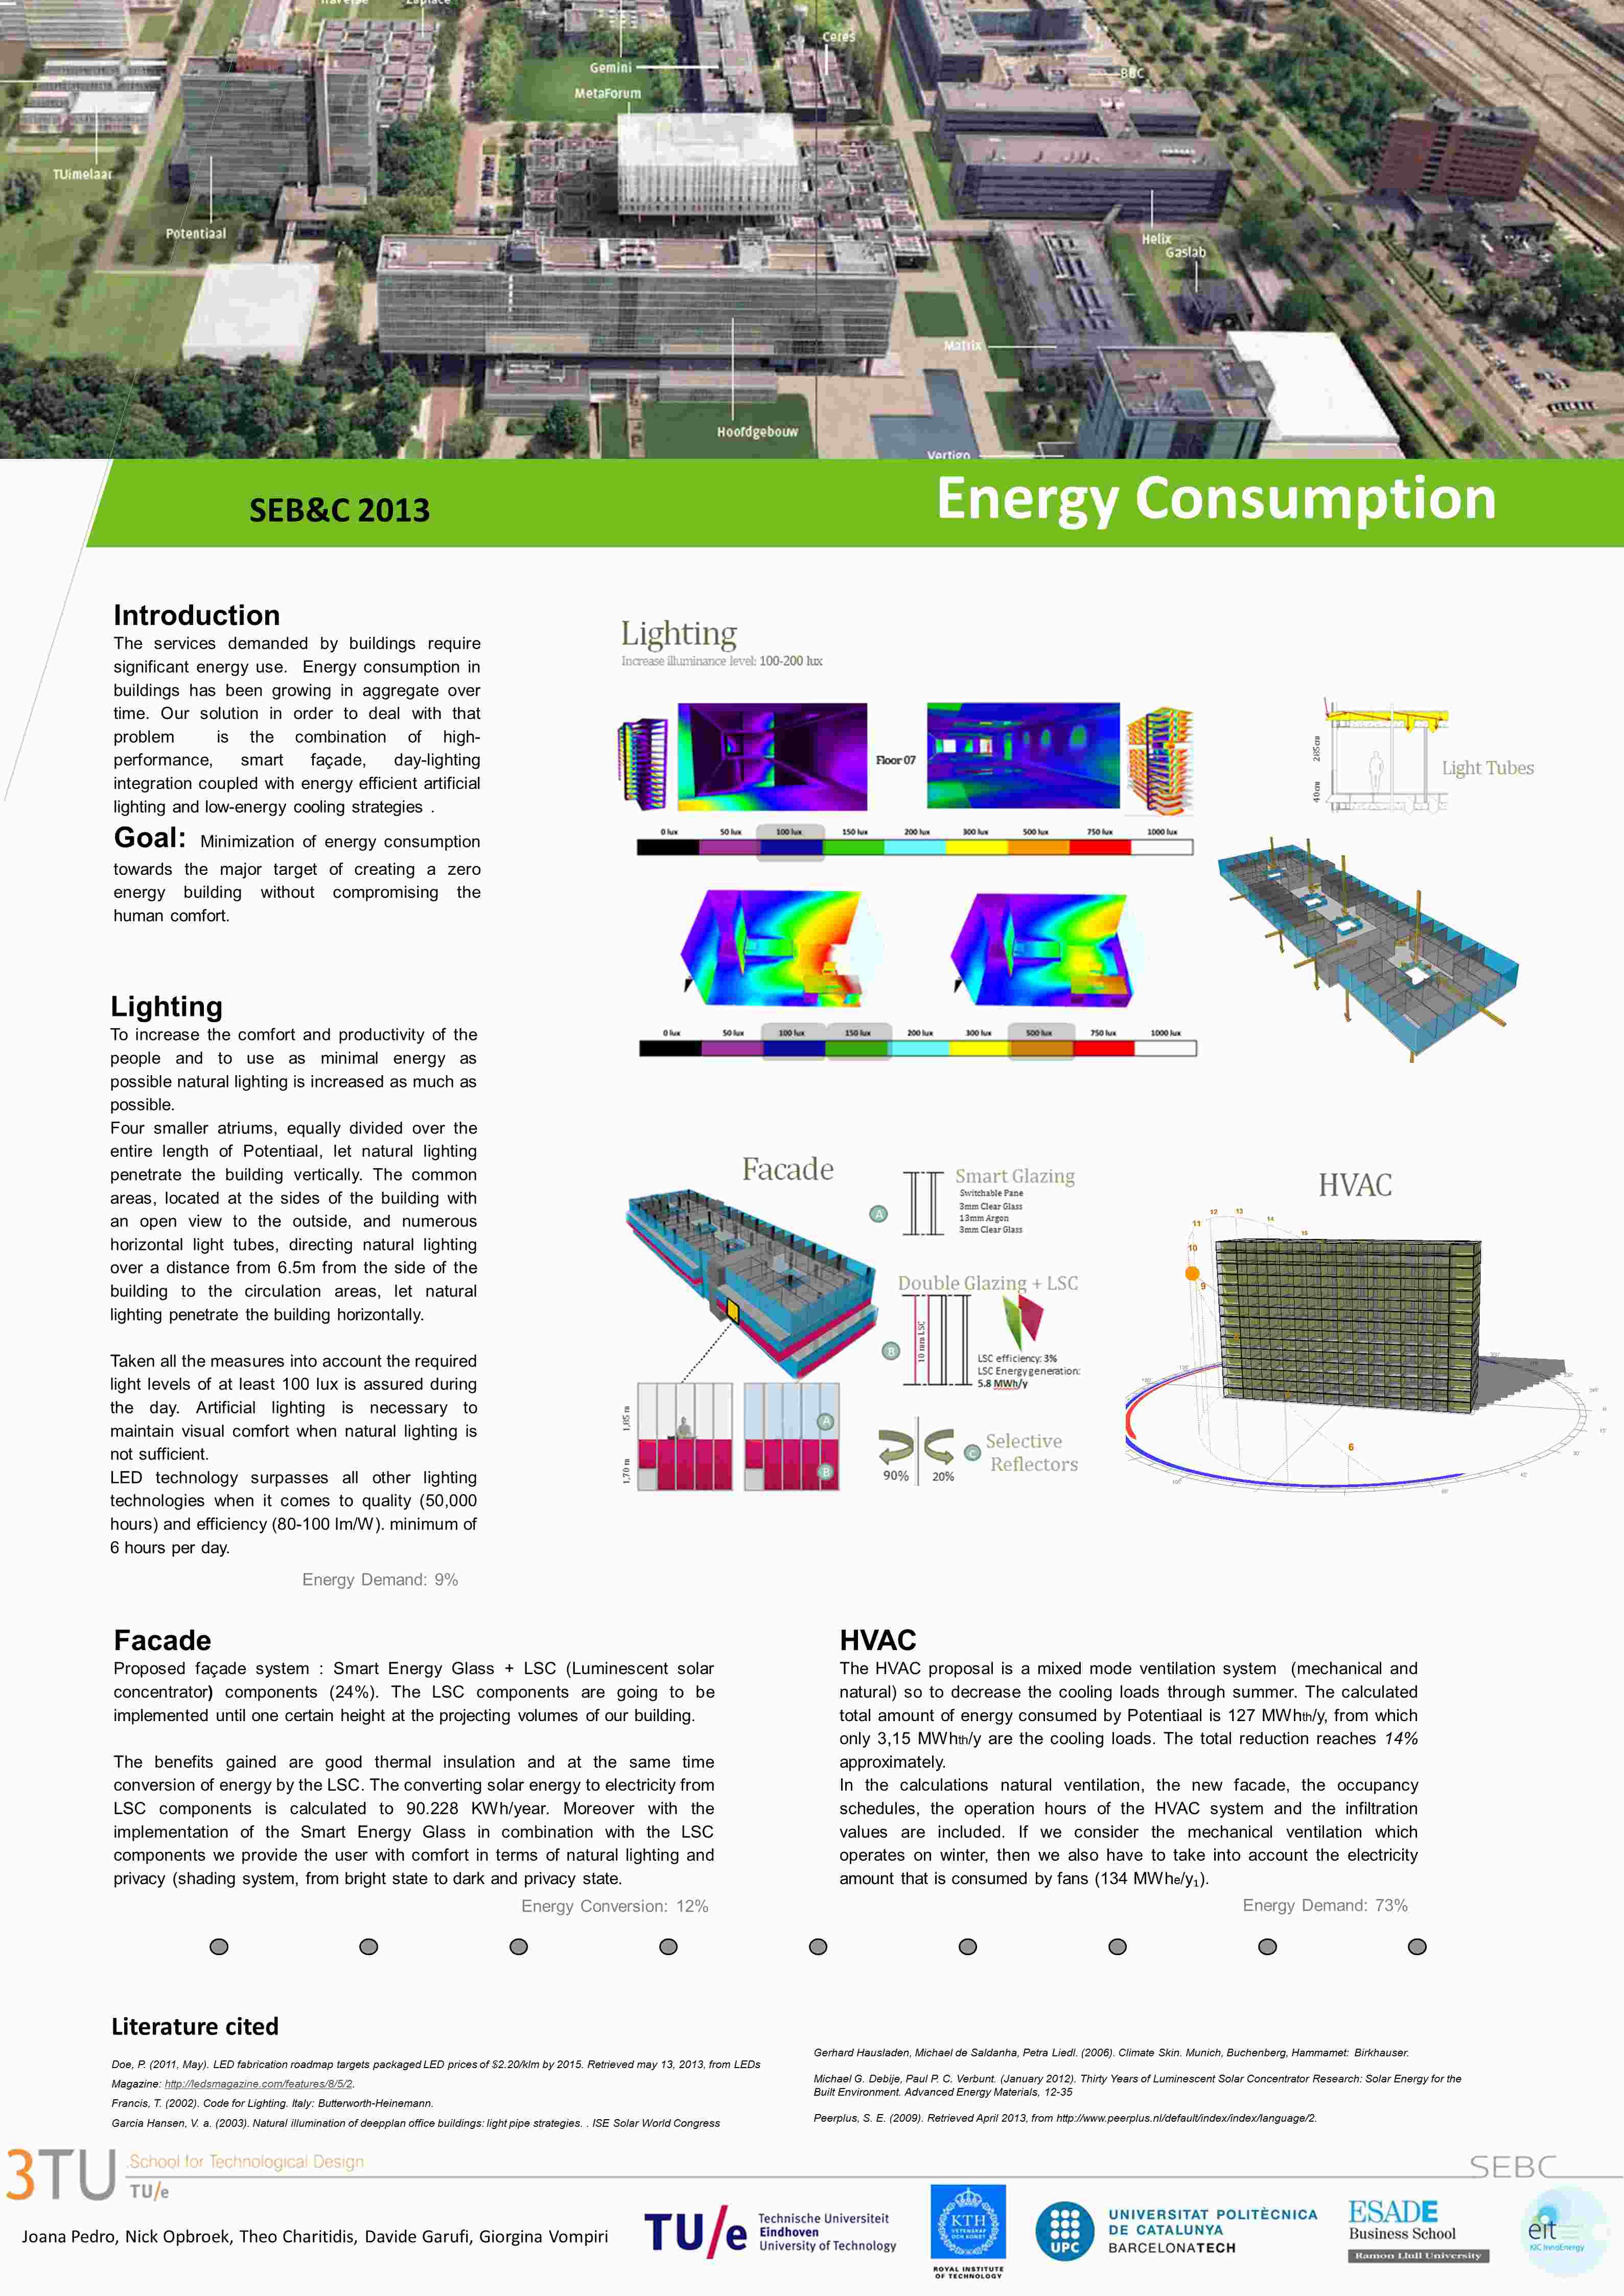 Ceres
Gemini
BBC
MetaForum
TUimelaar
Potentiaal
Helix
Gaslab
Matrix
Hoofdgebouw
Vertigo
SEB&C 2013
Energy Consumption
Introduction
The services demanded by buildings require
significant energy use. Energy consumption in
buildings has been growing in aggregate over
time. Our solution in order to deal with that
problem is the combination of high-
performance, smart façade, day-lighting
integration coupled with energy efficient artificial
lighting and low-energy cooling strategies .
Goal: Minimization of energy consumption
towards the major target of creating a zero
energy building without compromising the
human comfort.
Lighting
To increase the comfort and productivity of the
people and to use as minimal energy as
possible natural lighting is increased as much as
possible.
Four smaller atriums, equally divided over the
entire length of Potentiaal, let natural lighting
penetrate the building vertically. The common
areas, located at the sides of the building with
an open view to the outside, and numerous
horizontal light tubes, directing natural lighting
over a distance from 6.5m from the side of the
building to the circulation areas, let natural
lighting penetrate the building horizontally.
Taken all the measures into account the required
light levels of at least 100 lux is assured during
the day. Artificial lighting is necessary to
maintain visual comfort when natural lighting is
not sufficient.
LED technology surpasses all other lighting
technologies when it comes to quality (50,000
hours) and efficiency (80-100 lm/W). minimum of
6 hours per day.
Energy Demand: 9%
Lighting
Increase illuminance level: 100-200 lux
Floor 07
0 lux 50 lux 100 lux 150 lux 200 lux 300 lux 500 lux 750 lux 1000 lux
0 lux 50 lux 100 lux 150 lux 200 lux 300 lux 500 lux 750 lux 1000 lux
285cm
40cm
Light Tubes
Facade
A
Smart Glazing
Switchable Pane
3mm Clear Glass
13mm Argon
3mm Clear Glass
Double Glazing + LSC
B
10 mm LSC
LSC efficiency: 3%
LSC Energy generation:
5.8 MWh/y
1,85 m
1,70 m
A
B
90% 20%
C
Selective
Reflectors
HVAC
11 12 13 14 15
10
9
6
Facade
Proposed façade system : Smart Energy Glass + LSC (Luminescent solar
concentrator) components (24%). The LSC components are going to be
implemented until one certain height at the projecting volumes of our building.
The benefits gained are good thermal insulation and at the same time
conversion of energy by the LSC. The converting solar energy to electricity from
LSC components is calculated to 90.228 KWh/year. Moreover with the
implementation of the Smart Energy Glass in combination with the LSC
components we provide the user with comfort in terms of natural lighting and
privacy (shading system, from bright state to dark and privacy state.
Energy Conversion: 12%
HVAC
The HVAC proposal is a mixed mode ventilation system (mechanical and
natural) so to decrease the cooling loads through summer. The calculated
total amount of energy consumed by Potentiaal is 127 MWhth/y, from which
only 3,15 MWhth/y are the cooling loads. The total reduction reaches 14%
approximately.
In the calculations natural ventilation, the new facade, the occupancy
schedules, the operation hours of the HVAC system and the infiltration
values are included. If we consider the mechanical ventilation which
operates on winter, then we also have to take into account the electricity
amount that is consumed by fans (134 MWhe/y₁).
Energy Demand: 73%
Literature cited
Doe, P. (2011, May). LED fabrication roadmap targets packaged LED prices of $2.20/klm by 2015. Retrieved may 13, 2013, from LEDs
Magazine: http://ledsmagazine.com/features/8/5/2.
Francis, T. (2002). Code for Lighting. Italy: Butterworth-Heinemann.
Garcia Hansen, V. a. (2003). Natural illumination of deepplan office buildings: light pipe strategies. . ISE Solar World Congress
Gerhard Hausladen, Michael de Saldanha, Petra Liedl. (2006). Climate Skin. Munich, Buchenberg, Hammamet: Birkhauser.
Michael G. Debije, Paul P. C. Verbunt. (January 2012). Thirty Years of Luminescent Solar Concentrator Research: Solar Energy for the
Built Environment. Advanced Energy Materials, 12-35
Peerplus, S. E. (2009). Retrieved April 2013, from http://www.peerplus.nl/default/index/index/language/2.
3TU .School for Technological Design
TU/e
SEBC
Joana Pedro, Nick Opbroek, Theo Charitidis, Davide Garufi, Giorgina Vompiri
TU/e
Technische Universiteit
Eindhoven
University of Technology
KTH
VETENSKAP
OCH KONST
ROYAL INSTITUTE
OF TECHNOLOGY
UPC
UNIVERSITAT POLITÈCNICA
DE CATALUNYA
BARCELONATECH
ESADE
Business School
Ramon Llull University
eit
KIC InnoEnergy